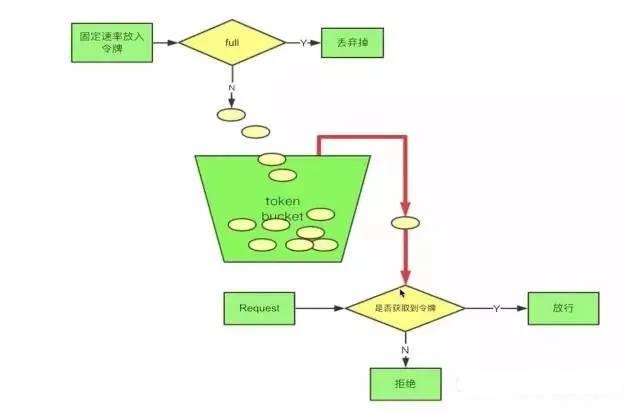 固定速率放入
令牌
full
Y
丢弃掉
N
token
bucket
Request
是否获取到令牌
Y
放行
N
拒绝